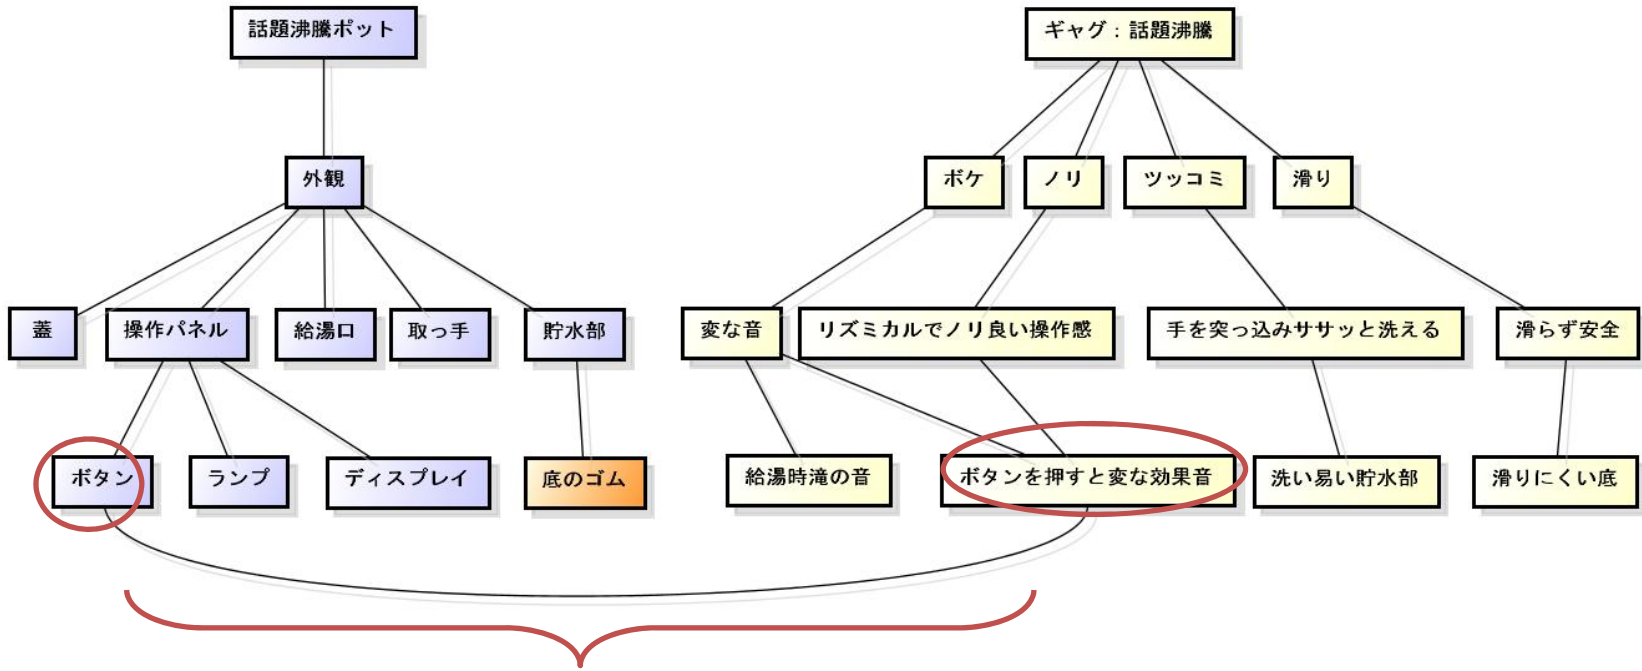 話題沸騰ポット
ギャグ：話題沸騰
外観
ボケ
ノリ
ツッコミ
滑り
蓋
操作パネル
給湯口
取っ手
貯水部
変な音
リズミカルでノリ良い操作感
手を突っ込みササッと洗える
滑らず安全
ボタン
ランプ
ディスプレイ
底のゴム
給湯時滝の音
ボタンを押すと変な効果音
洗い易い貯水部
滑りにくい底